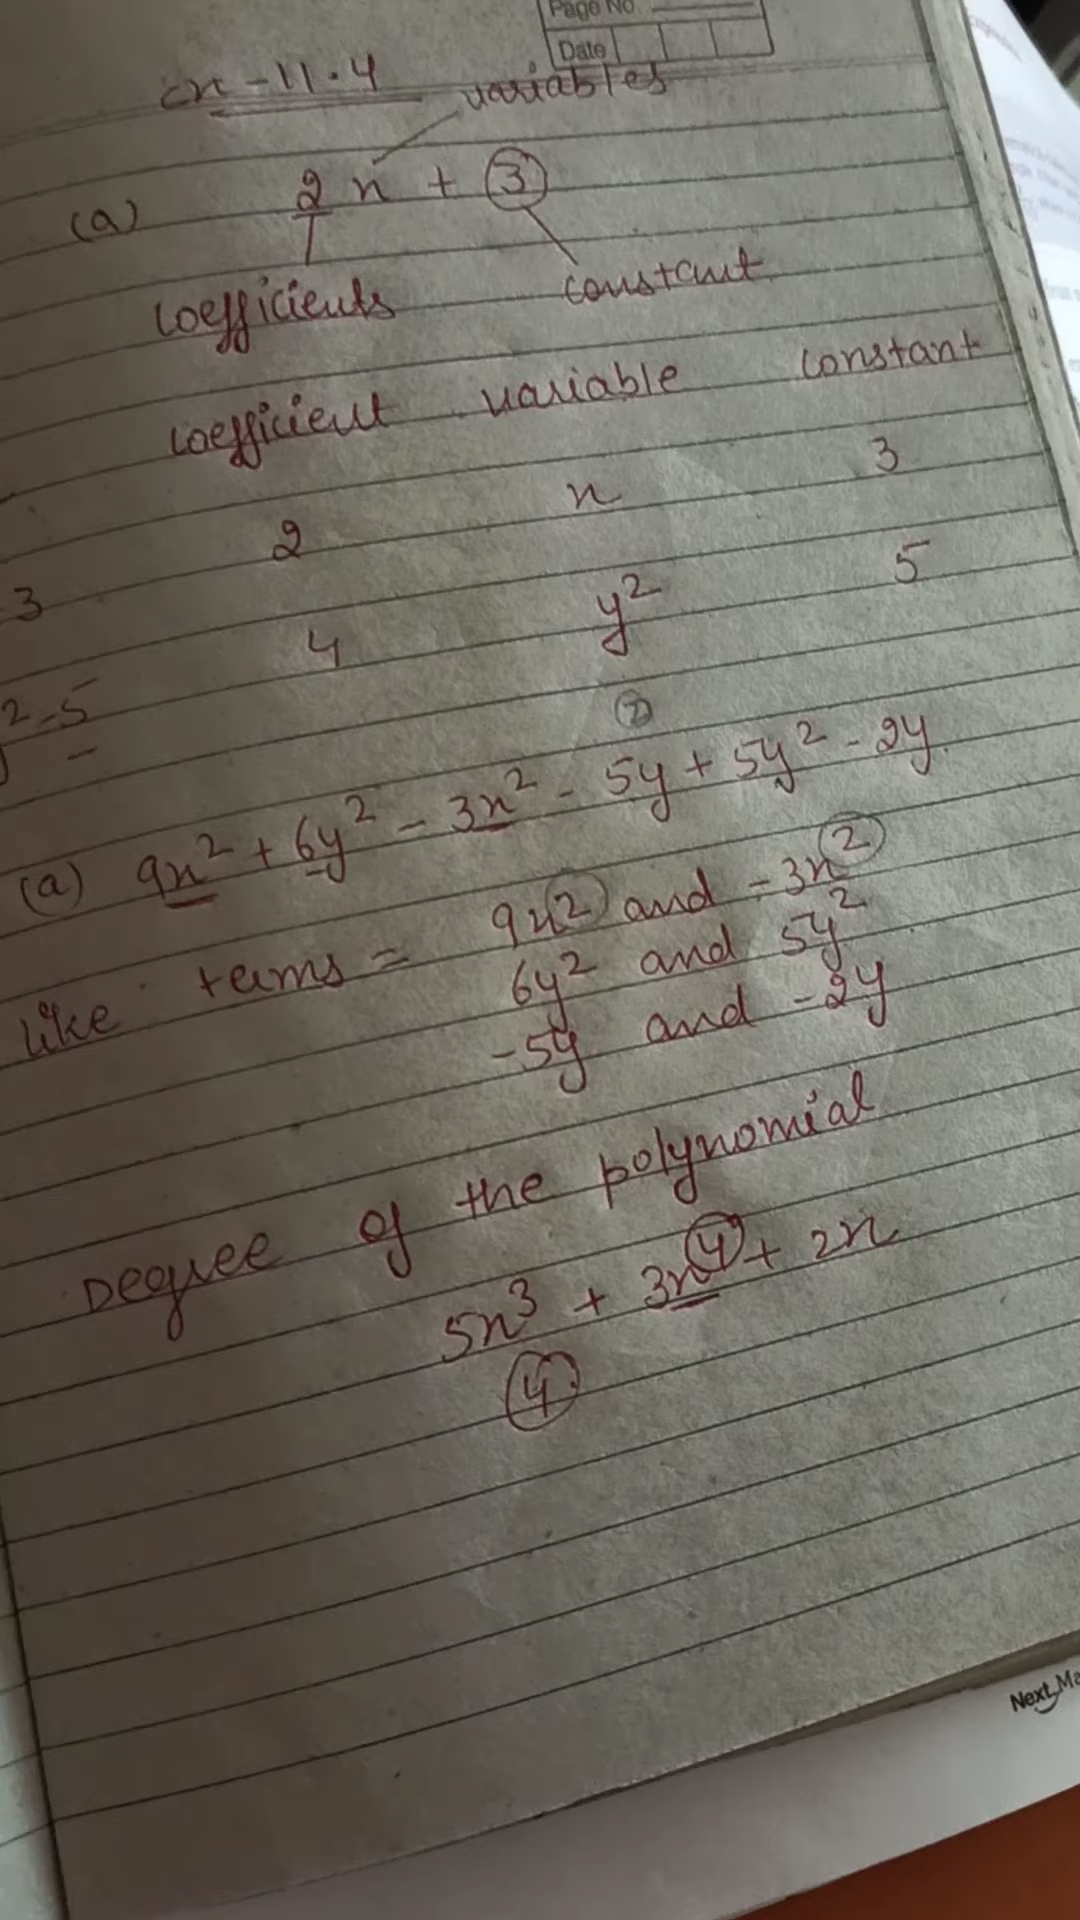 Page No.
Date
Ex-11.4
variables
(a) 2x + 3
coefficients constant
coefficient variable constant
3 2 x 3
2-5 4 y² 5
2
(a) 9x² + 6y² - 3x² - 5y + 5y² - 2y.
like terms = 9x² and -3x²
6y² and 5y²
-5y and -2y
Degree of the polynomial
5x³ + 3x⁴ + 2x
4
Next